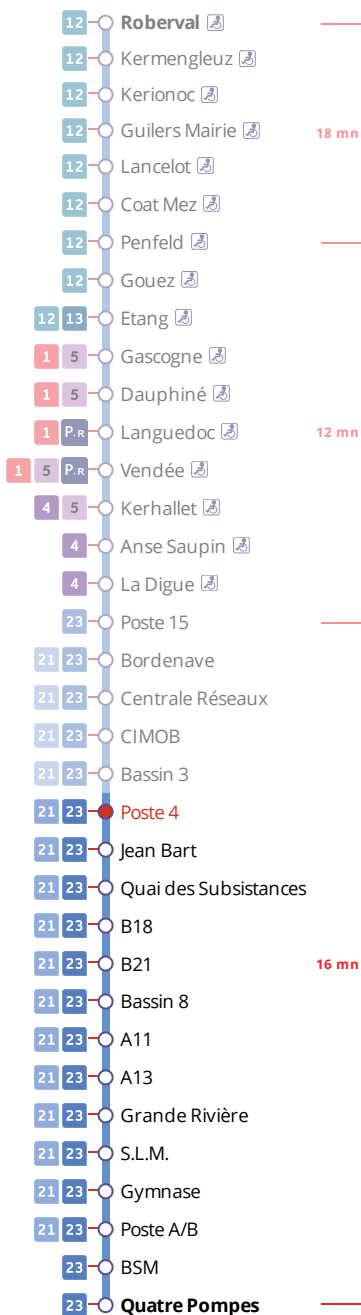 12 Roberval
12 Kermengleuz
12 Kerionoc
12 Guilers Mairie 18 mn
12 Lancelot
12 Coat Mez
12 Penfeld
12 Gouez
12 13 Etang
1 5 Gascogne
1 5 Dauphiné
1 P.R Languedoc 12 mn
1 5 P.R Vendée
4 5 Kerhallet
4 Anse Saupin
4 La Digue
23 Poste 15
21 23 Bordenave
21 23 Centrale Réseaux
21 23 CIMOB
21 23 Bassin 3
21 23 Poste 4
21 23 Jean Bart
21 23 Quai des Subsistances
21 23 B18
21 23 B21 16 mn
21 23 Bassin 8
21 23 A11
21 23 A13
21 23 Grande Rivière
21 23 S.L.M.
21 23 Gymnase
21 23 Poste A/B
23 BSM
23 Quatre Pompes